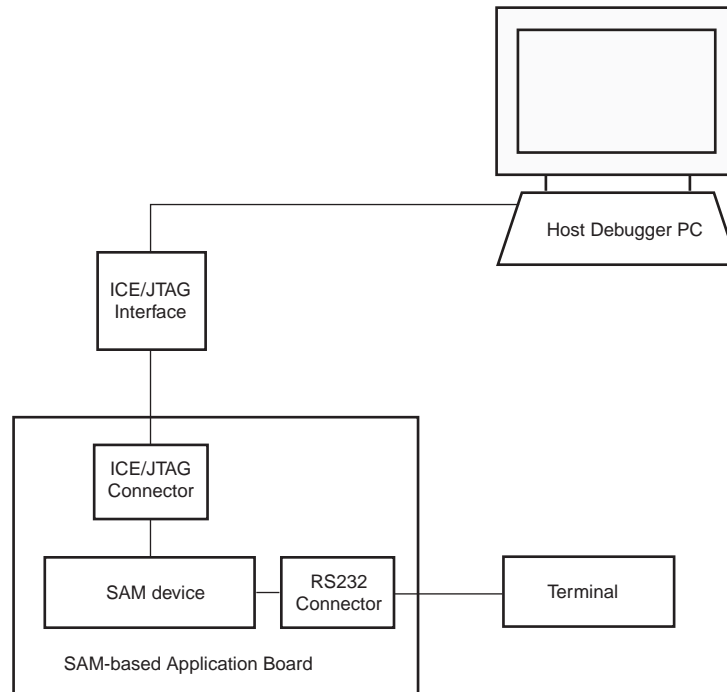 Host Debugger PC
ICE/JTAG
Interface
ICE/JTAG
Connector
SAM device
RS232
Connector
Terminal
SAM-based Application Board